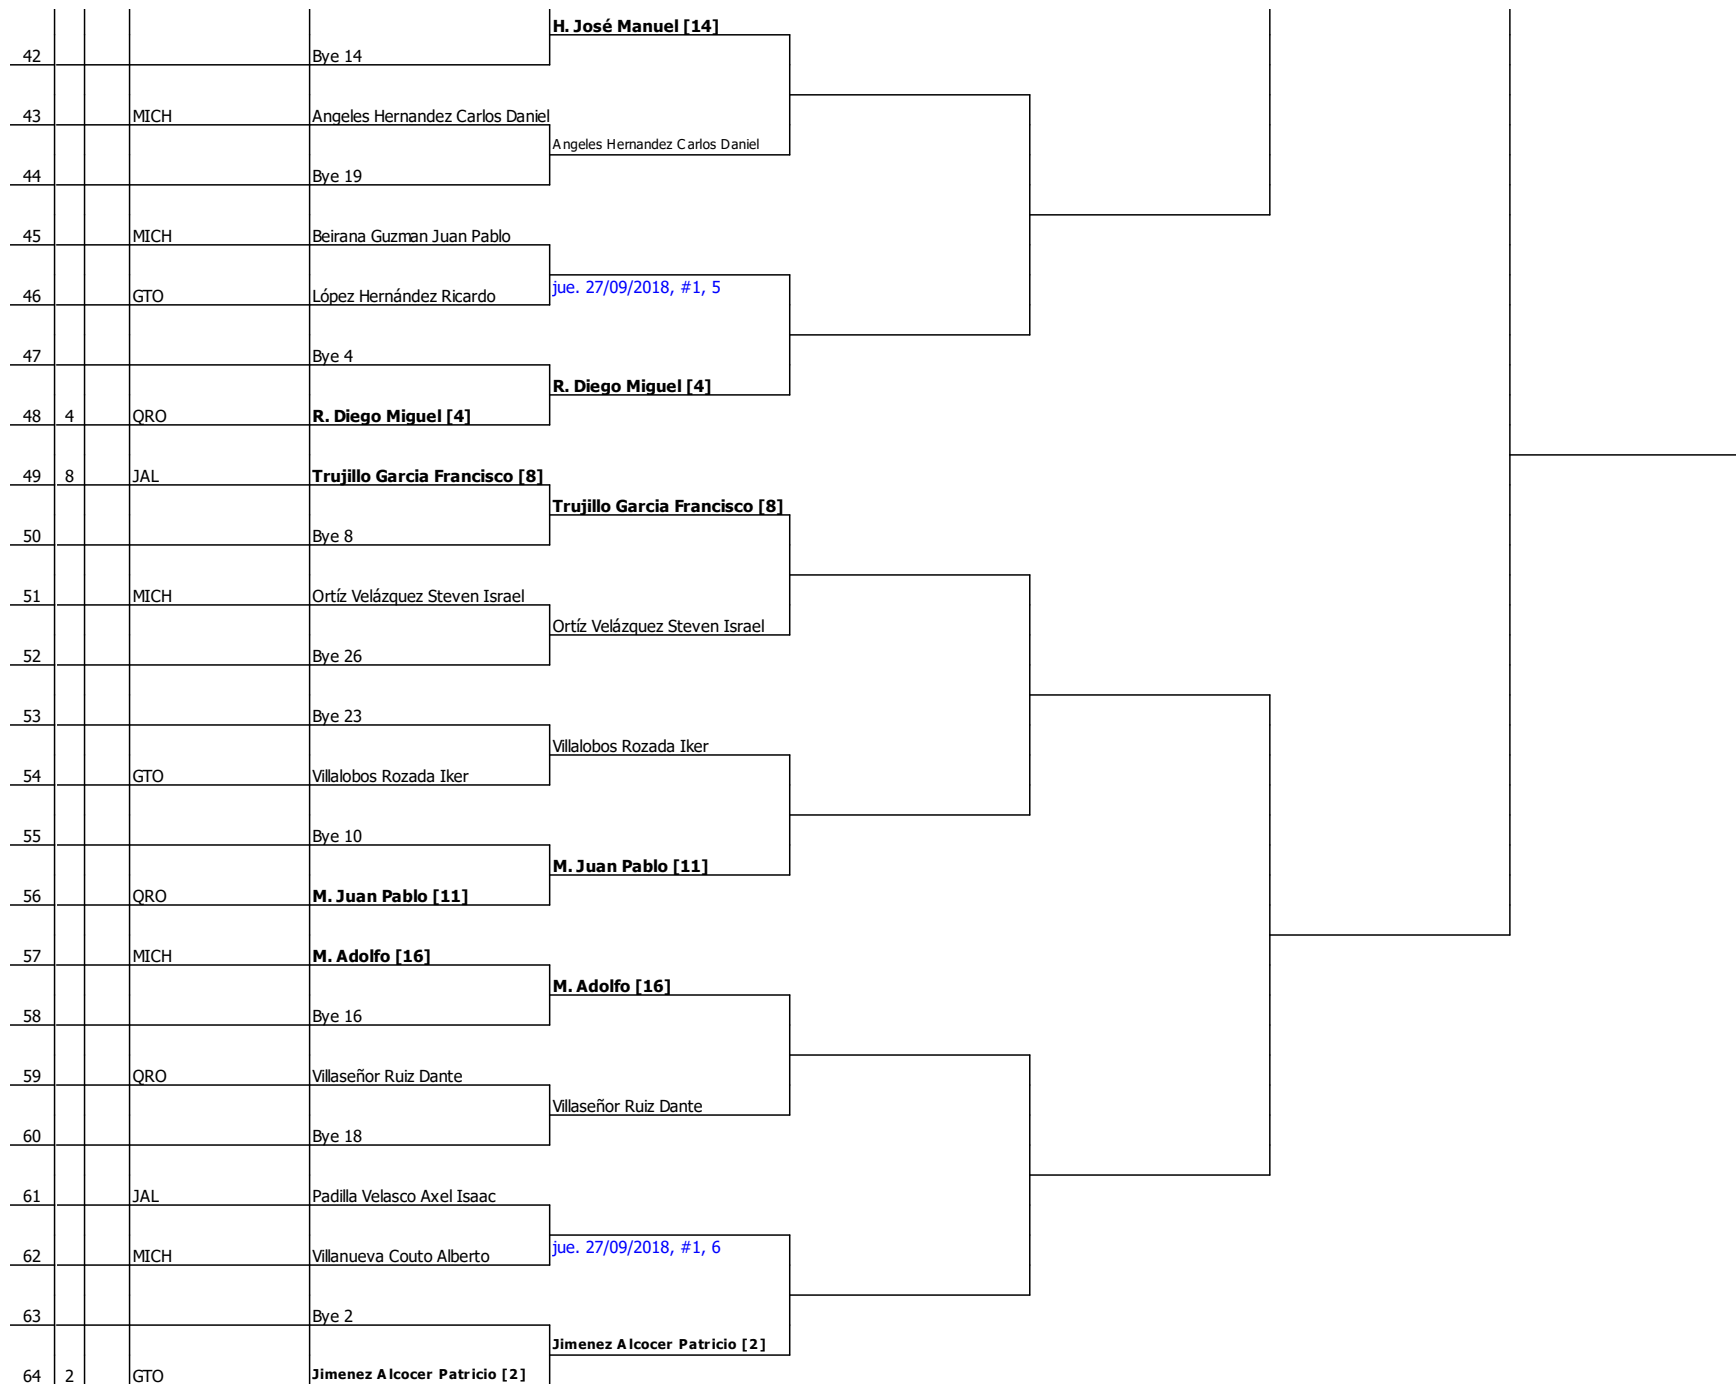 H. José Manuel [14]
42 Bye 14
43 MICH Angeles Hernandez Carlos Daniel
Angeles Hernandez Carlos Daniel
44 Bye 19
45 MICH Beirana Guzman Juan Pablo
jue. 27/09/2018, #1, 5
46 GTO López Hernández Ricardo
47 Bye 4
R. Diego Miguel [4]
48 4 QRO R. Diego Miguel [4]
49 8 JAL Trujillo Garcia Francisco [8]
Trujillo Garcia Francisco [8]
50 Bye 8
51 MICH Ortíz Velázquez Steven Israel
Ortíz Velázquez Steven Israel
52 Bye 26
53 Bye 23
Villalobos Rozada Iker
54 GTO Villalobos Rozada Iker
55 Bye 10
M. Juan Pablo [11]
56 QRO M. Juan Pablo [11]
57 MICH M. Adolfo [16]
M. Adolfo [16]
58 Bye 16
59 QRO Villaseñor Ruiz Dante
Villaseñor Ruiz Dante
60 Bye 18
61 JAL Padilla Velasco Axel Isaac
jue. 27/09/2018, #1, 6
62 MICH Villanueva Couto Alberto
63 Bye 2
Jimenez Alcocer Patricio [2]
64 2 GTO Jimenez Alcocer Patricio [2]